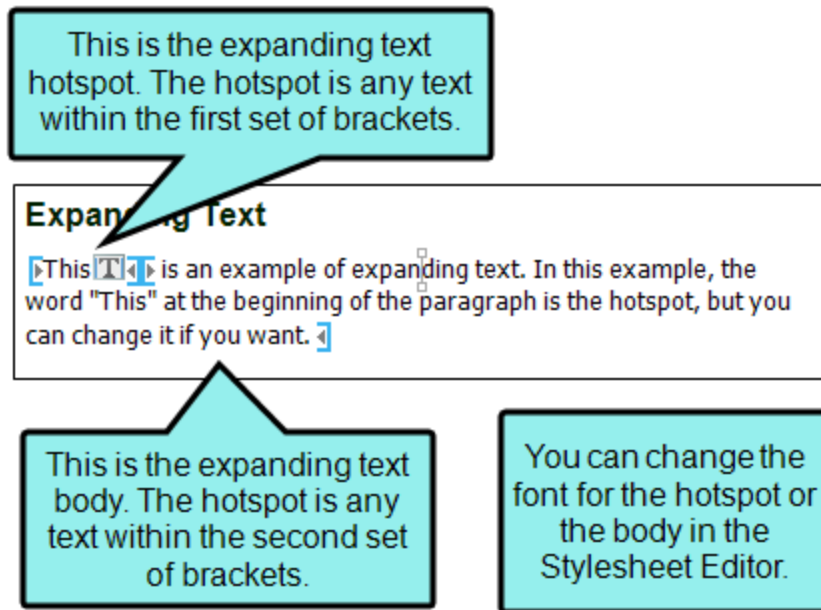 This is the expanding text
hotspot. The hotspot is any text
within the first set of brackets.
Expanding Text
This T is an example of expanding text. In this example, the
word "This" at the beginning of the paragraph is the hotspot, but you
can change it if you want.
This is the expanding text
body. The hotspot is any
text within the second set
of brackets.
You can change the
font for the hotspot or
the body in the
Stylesheet Editor.